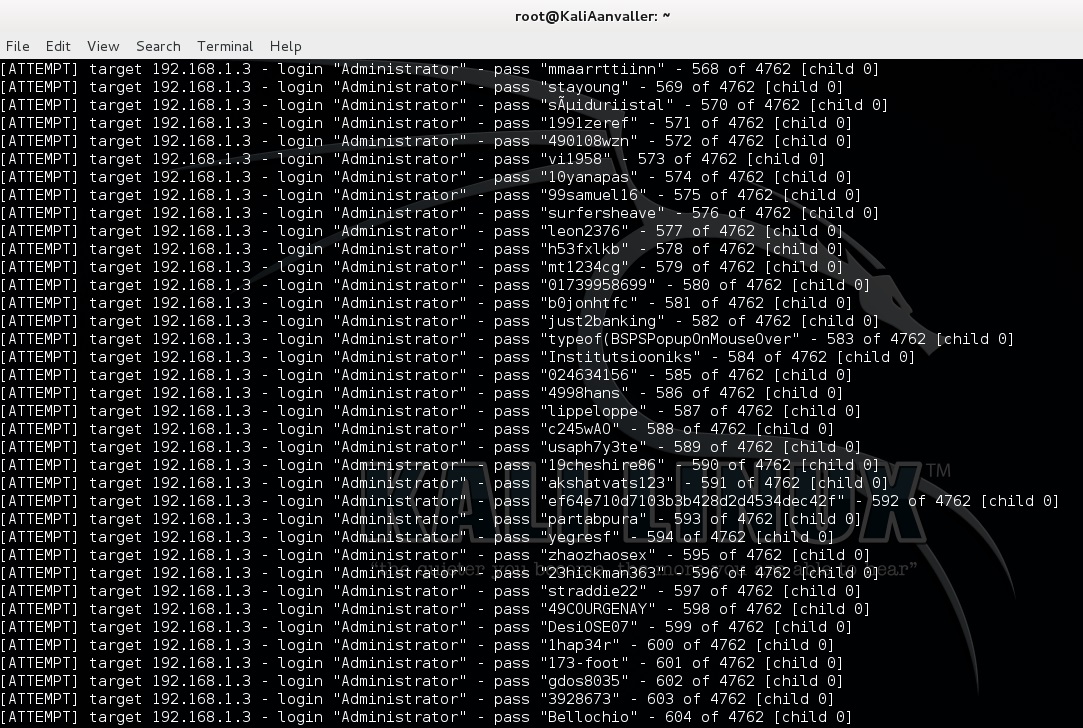 root@KaliAanvaller: ~
File Edit View Search Terminal Help
[ATTEMPT] target 192.168.1.3 - login "Administrator" - pass "mmaarrttiinn" - 568 of 4762 [child 0]
[ATTEMPT] target 192.168.1.3 - login "Administrator" - pass "stayoung" - 569 of 4762 [child 0]
[ATTEMPT] target 192.168.1.3 - login "Administrator" - pass "sÃµiduriistal" - 570 of 4762 [child 0]
[ATTEMPT] target 192.168.1.3 - login "Administrator" - pass "1991zeref" - 571 of 4762 [child 0]
[ATTEMPT] target 192.168.1.3 - login "Administrator" - pass "490108wzn" - 572 of 4762 [child 0]
[ATTEMPT] target 192.168.1.3 - login "Administrator" - pass "vi1958" - 573 of 4762 [child 0]
[ATTEMPT] target 192.168.1.3 - login "Administrator" - pass "10yanapas" - 574 of 4762 [child 0]
[ATTEMPT] target 192.168.1.3 - login "Administrator" - pass "99samuel16" - 575 of 4762 [child 0]
[ATTEMPT] target 192.168.1.3 - login "Administrator" - pass "surfersheave" - 576 of 4762 [child 0]
[ATTEMPT] target 192.168.1.3 - login "Administrator" - pass "leon2376" - 577 of 4762 [child 0]
[ATTEMPT] target 192.168.1.3 - login "Administrator" - pass "h53fxlkb" - 578 of 4762 [child 0]
[ATTEMPT] target 192.168.1.3 - login "Administrator" - pass "mt1234cg" - 579 of 4762 [child 0]
[ATTEMPT] target 192.168.1.3 - login "Administrator" - pass "01739958699" - 580 of 4762 [child 0]
[ATTEMPT] target 192.168.1.3 - login "Administrator" - pass "b0jonhtfc" - 581 of 4762 [child 0]
[ATTEMPT] target 192.168.1.3 - login "Administrator" - pass "just2banking" - 582 of 4762 [child 0]
[ATTEMPT] target 192.168.1.3 - login "Administrator" - pass "typeof(BSPSPopupOnMouseOver" - 583 of 4762 [child 0]
[ATTEMPT] target 192.168.1.3 - login "Administrator" - pass "Institutsiooniks" - 584 of 4762 [child 0]
[ATTEMPT] target 192.168.1.3 - login "Administrator" - pass "024634156" - 585 of 4762 [child 0]
[ATTEMPT] target 192.168.1.3 - login "Administrator" - pass "4998hans" - 586 of 4762 [child 0]
[ATTEMPT] target 192.168.1.3 - login "Administrator" - pass "lippeloppe" - 587 of 4762 [child 0]
[ATTEMPT] target 192.168.1.3 - login "Administrator" - pass "c245wAO" - 588 of 4762 [child 0]
[ATTEMPT] target 192.168.1.3 - login "Administrator" - pass "usaph7y3te" - 589 of 4762 [child 0]
[ATTEMPT] target 192.168.1.3 - login "Administrator" - pass "19cheshire86" - 590 of 4762 [child 0]
[ATTEMPT] target 192.168.1.3 - login "Administrator" - pass "akshatvats123" - 591 of 4762 [child 0]
[ATTEMPT] target 192.168.1.3 - login "Administrator" - pass "ef64e710d7103b3b428d2d4534dec42f" - 592 of 4762 [child 0]
[ATTEMPT] target 192.168.1.3 - login "Administrator" - pass "partabpura" - 593 of 4762 [child 0]
[ATTEMPT] target 192.168.1.3 - login "Administrator" - pass "yegresf" - 594 of 4762 [child 0]
[ATTEMPT] target 192.168.1.3 - login "Administrator" - pass "zhaozhaosex" - 595 of 4762 [child 0]
[ATTEMPT] target 192.168.1.3 - login "Administrator" - pass "23hickman363" - 596 of 4762 [child 0]
[ATTEMPT] target 192.168.1.3 - login "Administrator" - pass "straddie22" - 597 of 4762 [child 0]
[ATTEMPT] target 192.168.1.3 - login "Administrator" - pass "49COURGENAY" - 598 of 4762 [child 0]
[ATTEMPT] target 192.168.1.3 - login "Administrator" - pass "DesiOSE07" - 599 of 4762 [child 0]
[ATTEMPT] target 192.168.1.3 - login "Administrator" - pass "1hap34r" - 600 of 4762 [child 0]
[ATTEMPT] target 192.168.1.3 - login "Administrator" - pass "173-foot" - 601 of 4762 [child 0]
[ATTEMPT] target 192.168.1.3 - login "Administrator" - pass "gdos8035" - 602 of 4762 [child 0]
[ATTEMPT] target 192.168.1.3 - login "Administrator" - pass "3928673" - 603 of 4762 [child 0]
[ATTEMPT] target 192.168.1.3 - login "Administrator" - pass "Bellochio" - 604 of 4762 [child 0]
KALI LINUX™
"the quieter you become, the more you are able to hear"